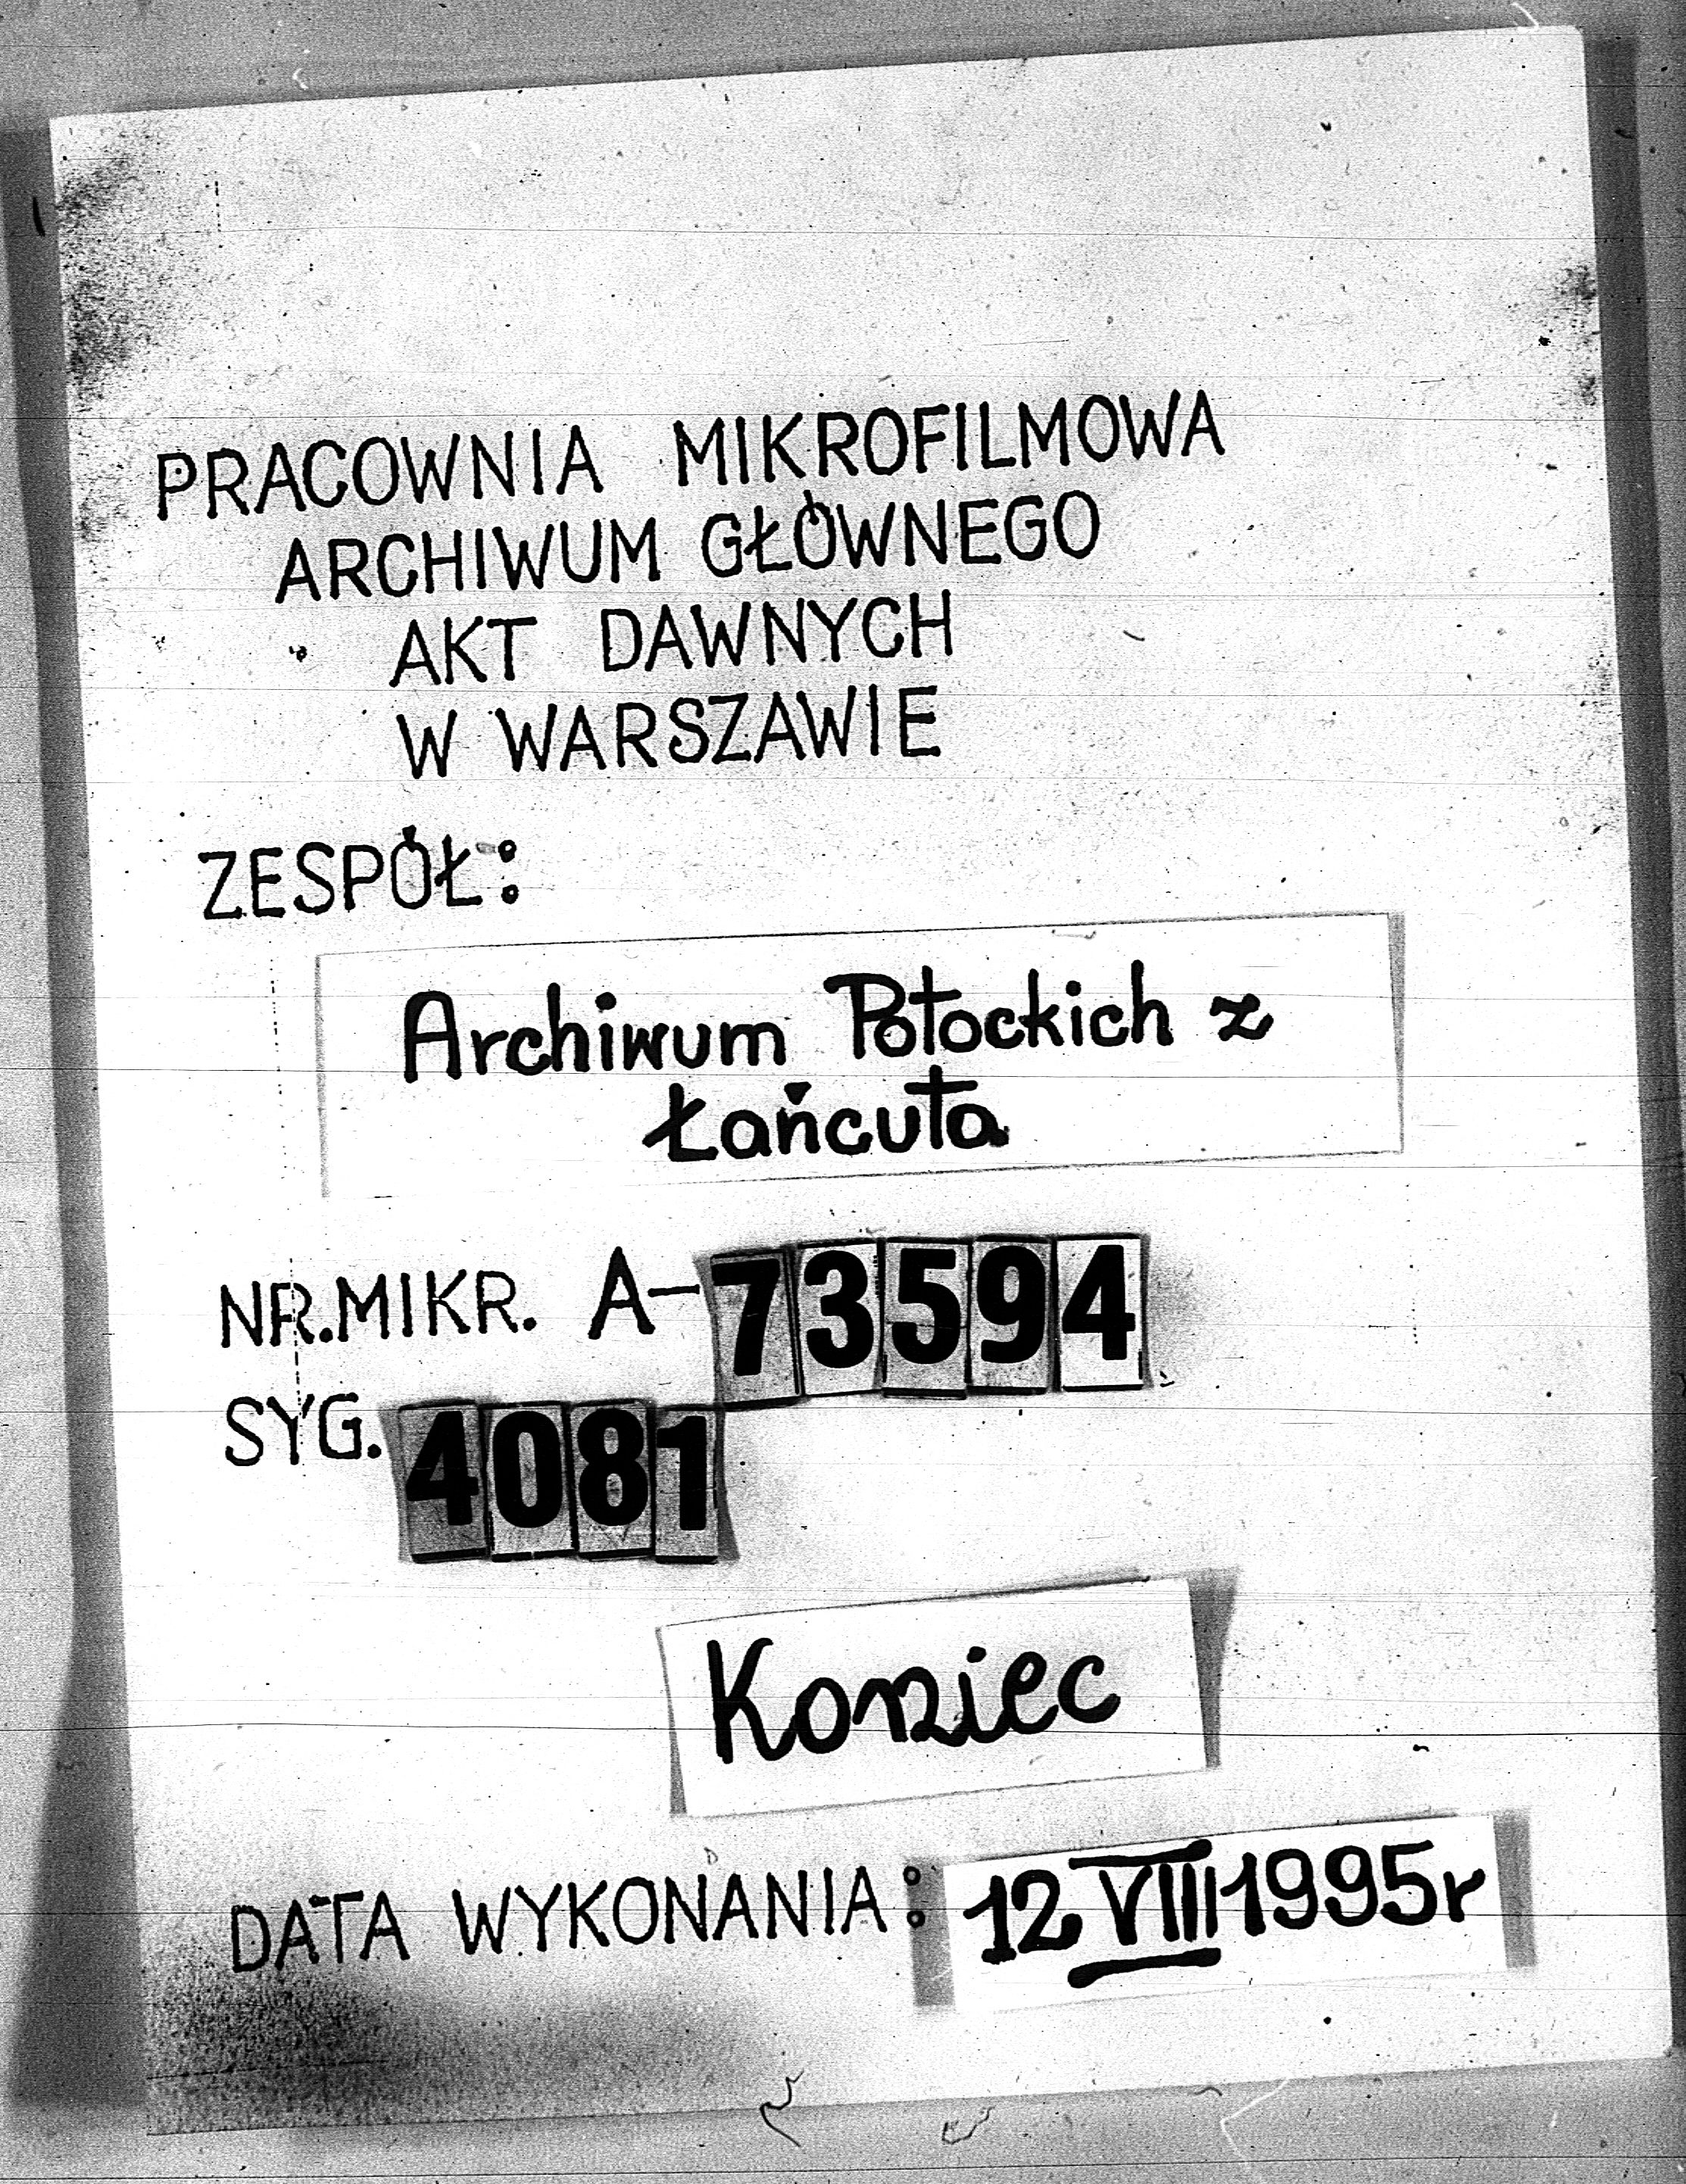 PRACOWNIA MIKROFILMOWA
ARCHIWUM GŁÓWNEGO
AKT DAWNYCH
W WARSZAWIE
ZESPÓŁ:
Archiwum Potockich z
Łańcuta
NR.MIKR. A-73594
SYG. 4081
Koniec
DATA WYKONANIA: 12 VIII 1995r